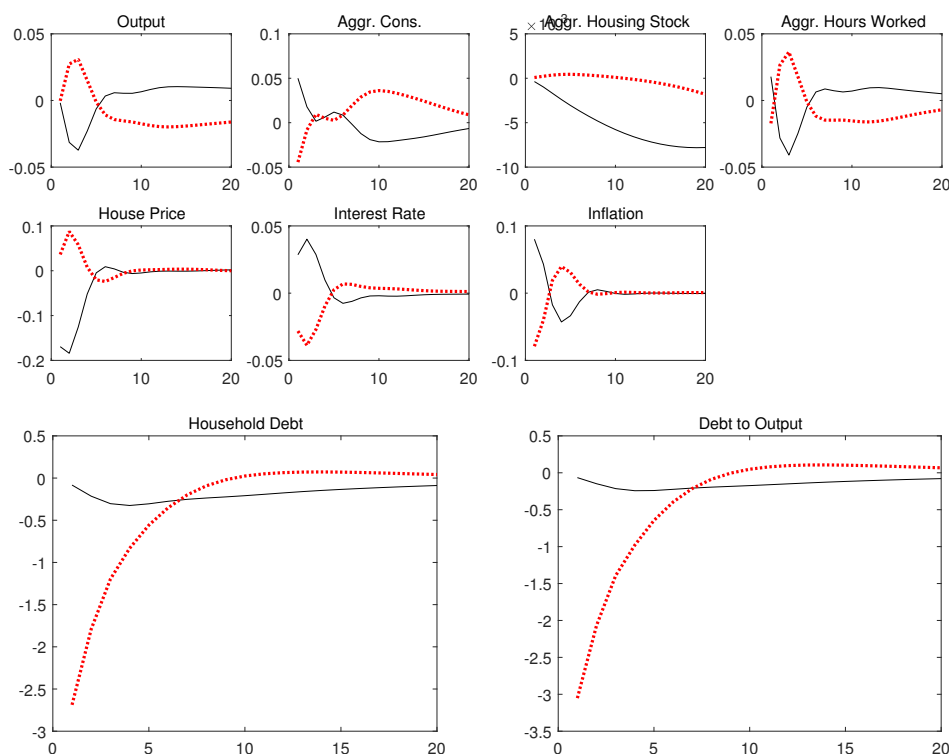 Output
0.05
0
-0.05
0 10 20
Aggr. Cons.
0.1
0.05
0
-0.05
0 10 20
Aggr. Housing Stock
5
0
-5
-10
0 10 20
Aggr. Hours Worked
0.05
0
-0.05
0 10 20
House Price
0.1
0
-0.1
-0.2
0 10 20
Interest Rate
0.05
0
-0.05
0 10 20
Inflation
0.1
0
-0.1
0 10 20
Household Debt
0.5
0
-0.5
-1
-1.5
-2
-2.5
-3
0 5 10 15 20
Debt to Output
0.5
0
-0.5
-1
-1.5
-2
-2.5
-3
-3.5
0 5 10 15 20